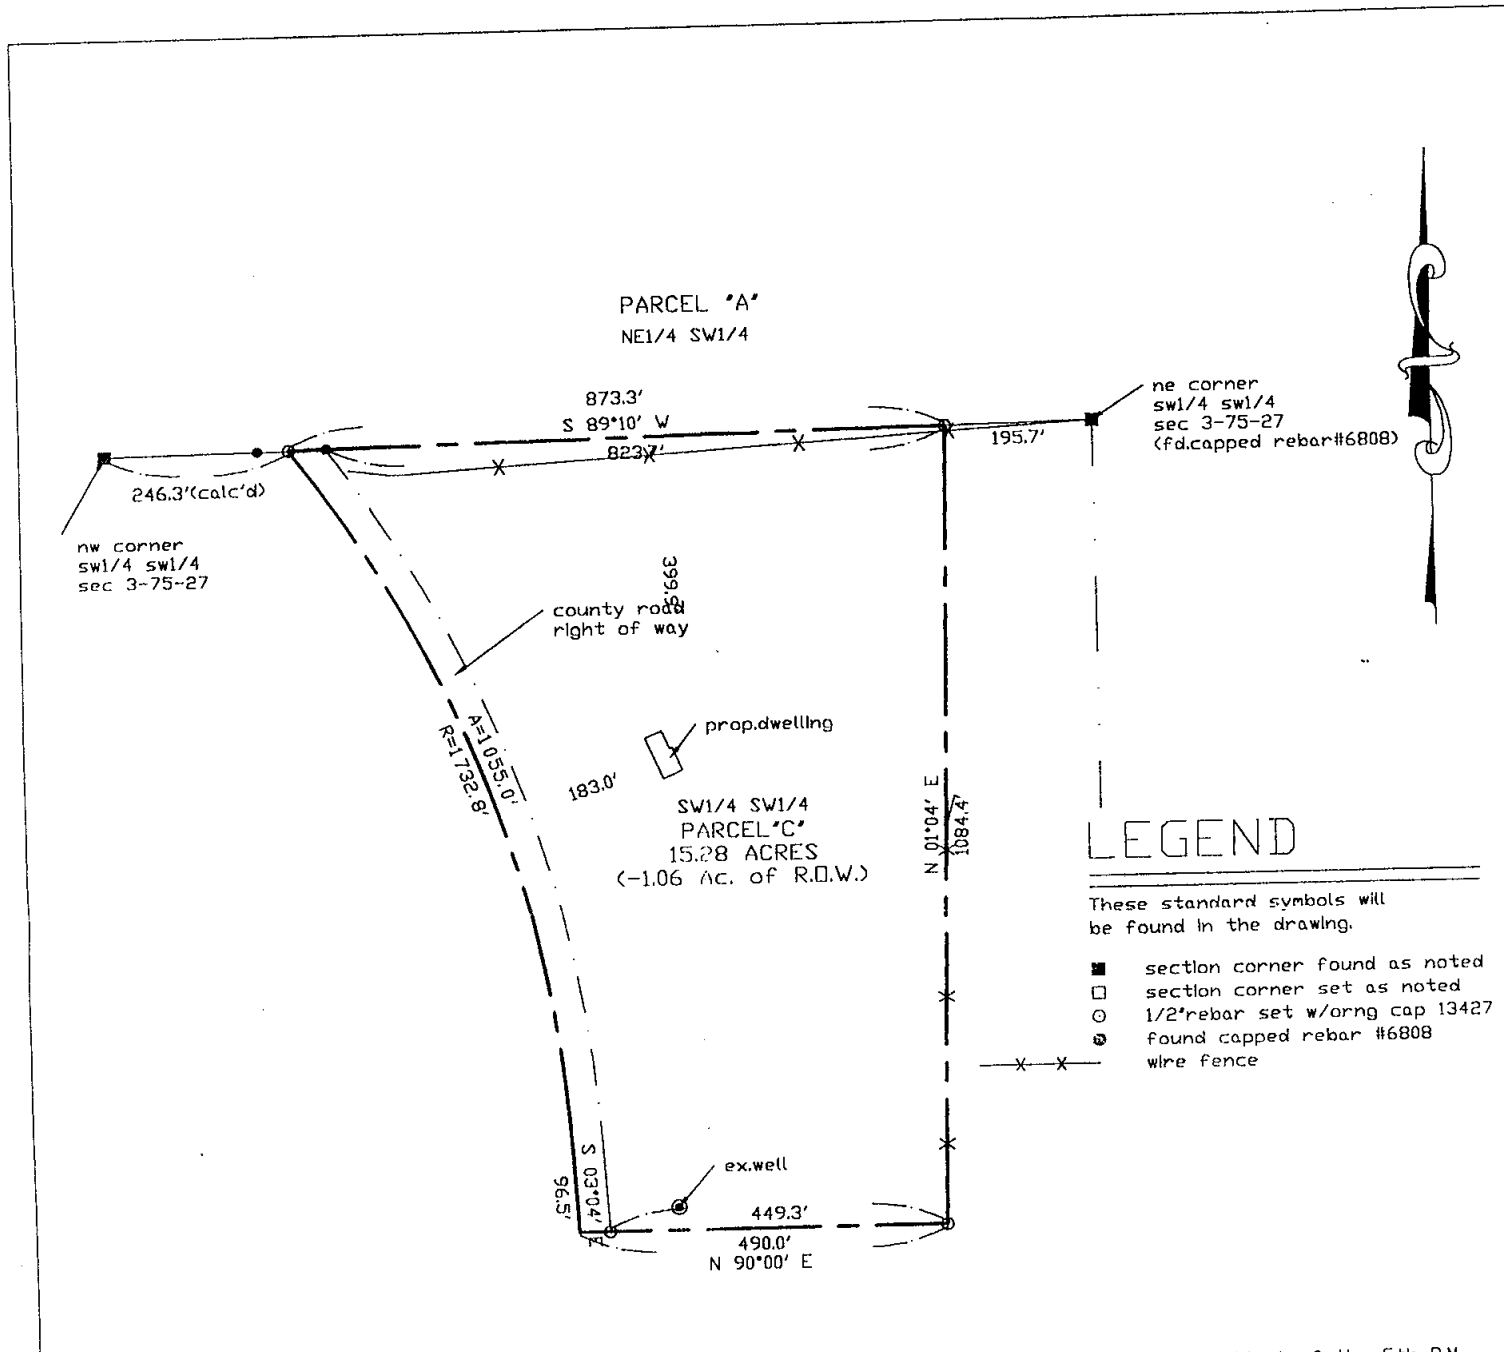 PARCEL "A"
NE1/4 SW1/4
873.3'
S 89°10' W
823.7'
195.7'
ne corner
sw1/4 sw1/4
sec 3-75-27
(fd.capped rebar#6808)
246.3'(calc'd)
nw corner
sw1/4 sw1/4
sec 3-75-27
399.9'
county road
right of way
A=1055.0'
R=1732.8'
prop.dwelling
183.0'
SW1/4 SW1/4
PARCEL"C"
15.28 ACRES
(-1.06 Ac. of R.O.W.)
N 01°04' E
1084.4'
LEGEND
These standard symbols will
be found in the drawing.
section corner found as noted
section corner set as noted
1/2"rebar set w/orng cap 13427
found capped rebar #6808
wire fence
S 03°04' E
96.5'
ex.well
449.3'
490.0'
N 90°00' E